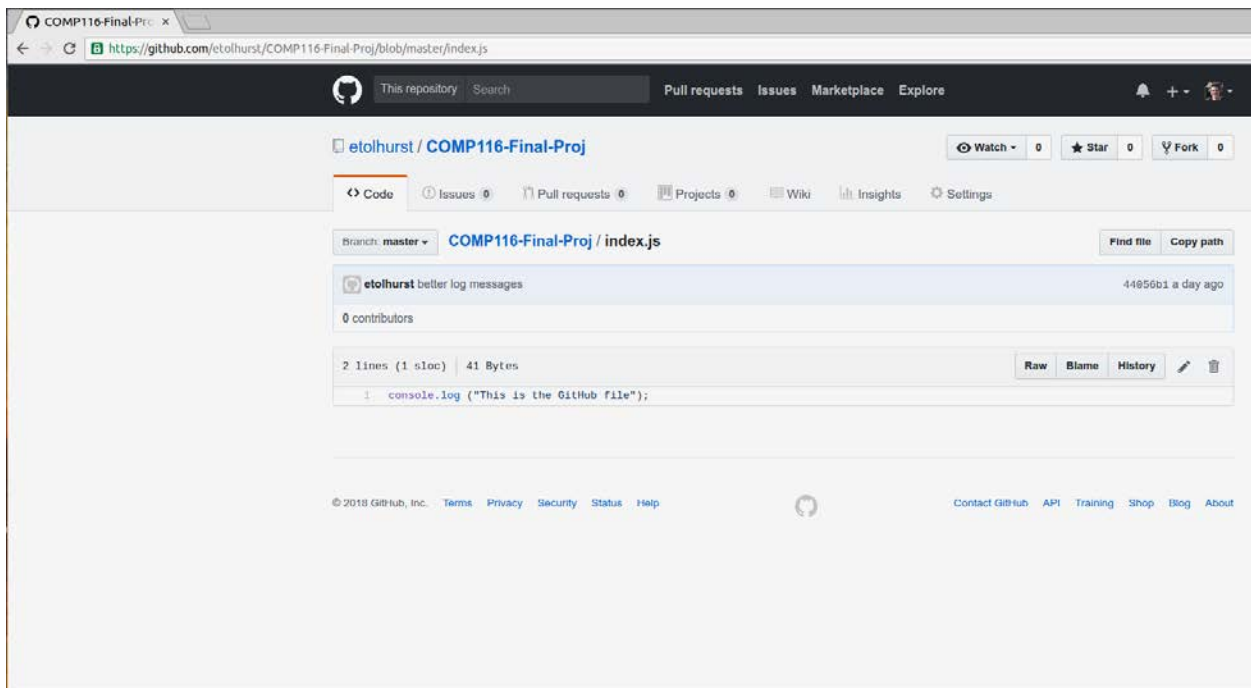 COMP116-Final-Pro
https://github.com/etolhurst/COMP116-Final-Proj/blob/master/index.js
This repository Search Pull requests Issues Marketplace Explore
etolhurst / COMP116-Final-Proj Watch 0 Star 0 Fork 0
Code Issues 0 Pull requests 0 Projects 0 Wiki Insights Settings
Branch: master COMP116-Final-Proj / index.js Find file Copy path
etolhurst better log messages 44056b1 a day ago
0 contributors
2 lines (1 sloc) 41 Bytes Raw Blame History
1 console.log ("This is the GitHub file");
© 2018 GitHub, Inc. Terms Privacy Security Status Help Contact GitHub API Training Shop Blog About